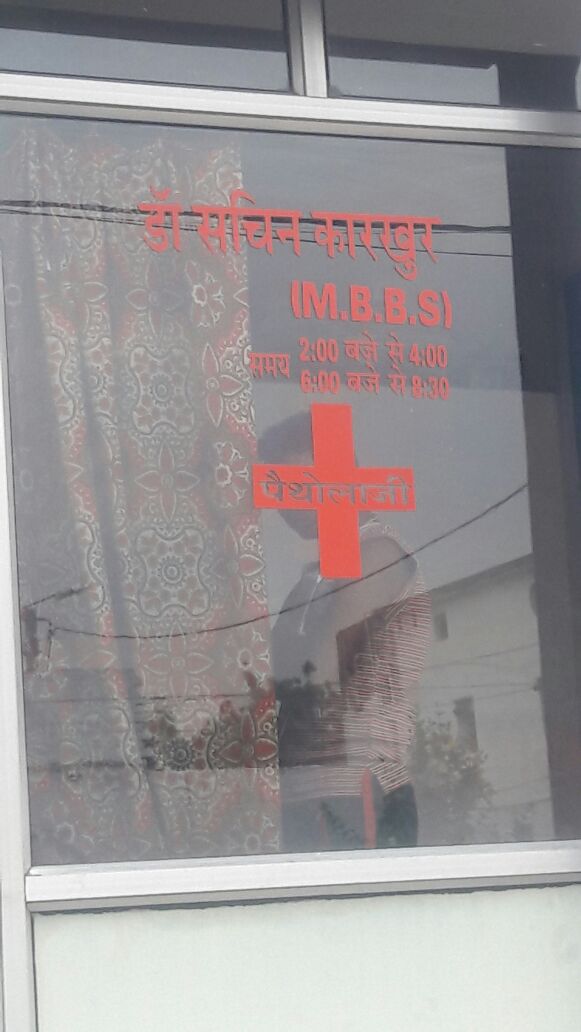 डॉ सचिन कारखुर
(M.B.B.S)
समय 2:00 बजे से 4:00
6:00 बजे से 8:30
पैथोलाजी